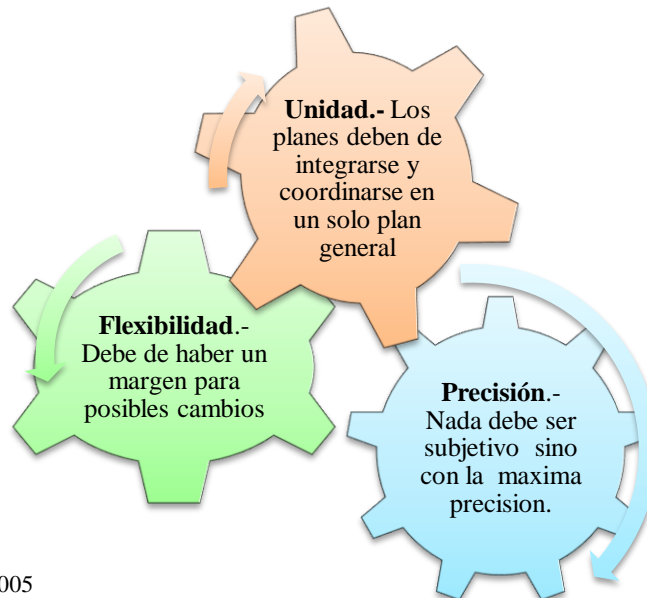 Unidad.- Los
planes deben de
integrarse y
coordinarse en
un solo plan
general
Flexibilidad.-
Debe de haber un
margen para
posibles cambios
Precisión.-
Nada debe ser
subjetivo sino
con la maxima
precision.
005